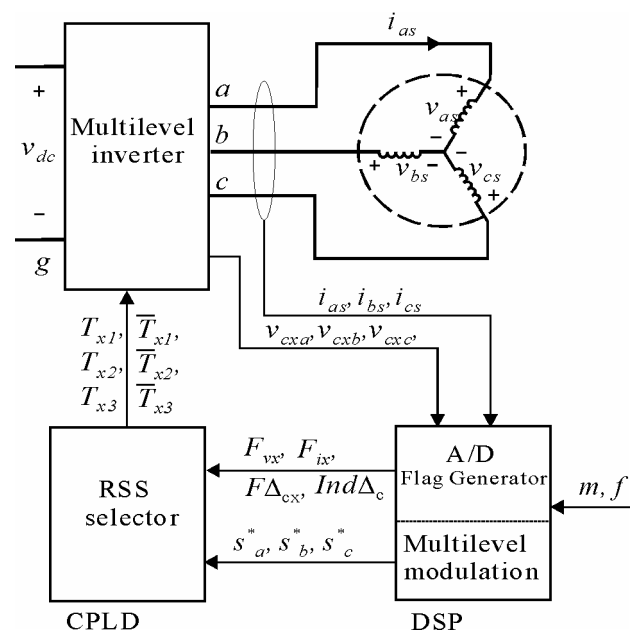 i_as
+
v_dc
−
g
Multilevel
inverter
a
b
c
+
v_as
−
+
v_bs
−
−
v_cs
+
i_as, i_bs, i_cs
v_cxa, v_cxb, v_cxc,
T_x1, T̅_x1,
T_x2, T̅_x2,
T_x3 T̅_x3
RSS
selector
CPLD
F_vx, F_ix,
FΔ_cx, IndΔ_c
s*_a, s*_b, s*_c
A/D
Flag Generator
Multilevel
modulation
DSP
m, f